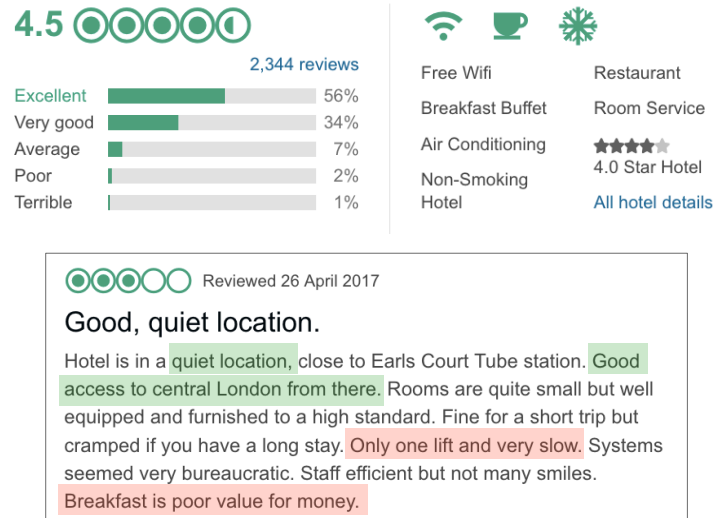 4.5
2,344 reviews
Excellent 56%
Very good 34%
Average 7%
Poor 2%
Terrible 1%
Free Wifi
Restaurant
Breakfast Buffet
Room Service
Air Conditioning
4.0 Star Hotel
Non-Smoking
Hotel
All hotel details
Reviewed 26 April 2017
Good, quiet location.
Hotel is in a quiet location, close to Earls Court Tube station. Good
access to central London from there. Rooms are quite small but well
equipped and furnished to a high standard. Fine for a short trip but
cramped if you have a long stay. Only one lift and very slow. Systems
seemed very bureaucratic. Staff efficient but not many smiles.
Breakfast is poor value for money.